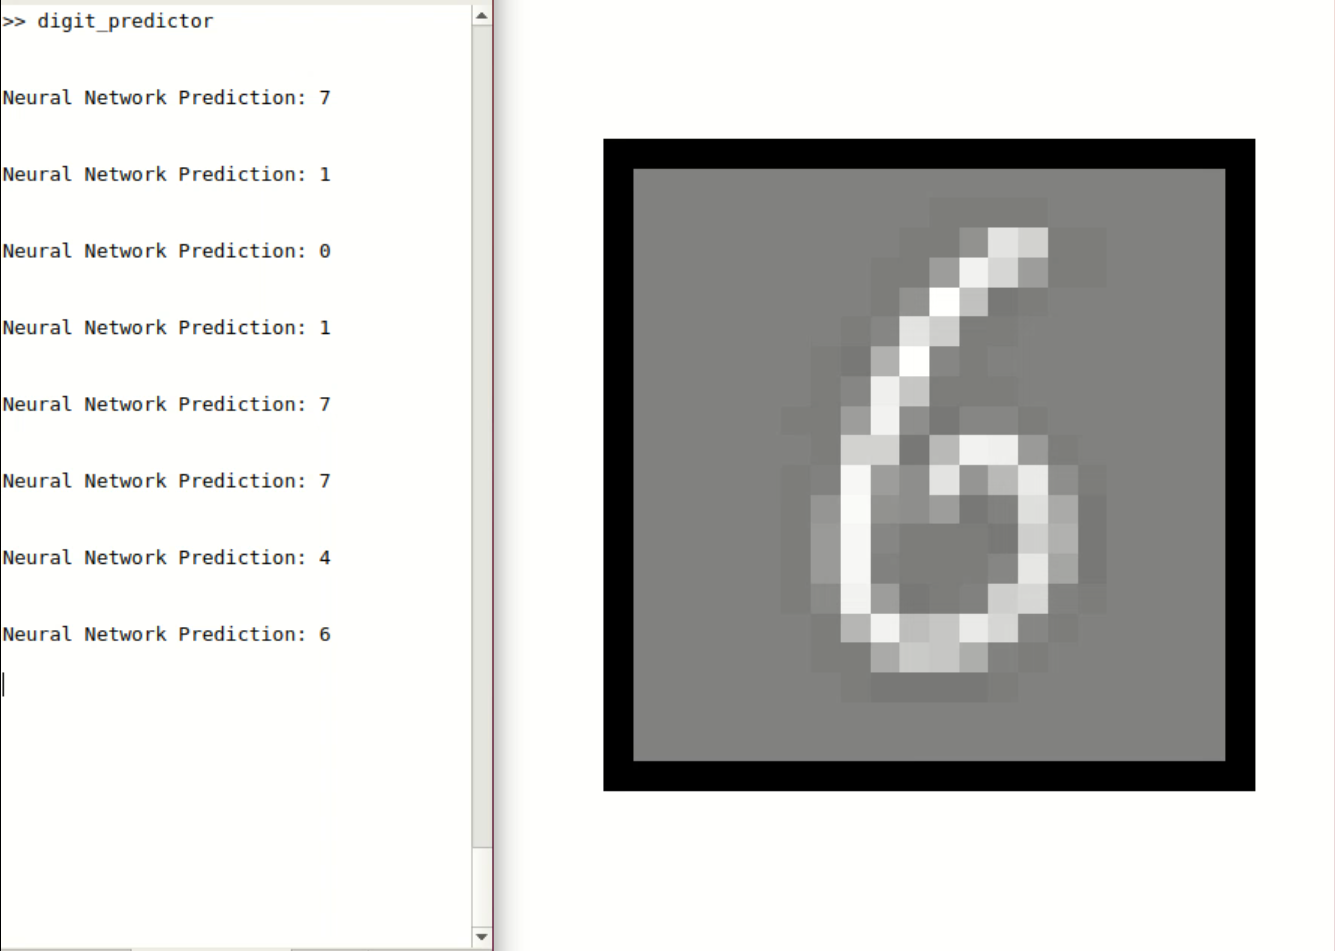 >> digit_predictor
Neural Network Prediction: 7
Neural Network Prediction: 1
Neural Network Prediction: 0
Neural Network Prediction: 1
Neural Network Prediction: 7
Neural Network Prediction: 7
Neural Network Prediction: 4
Neural Network Prediction: 6
6